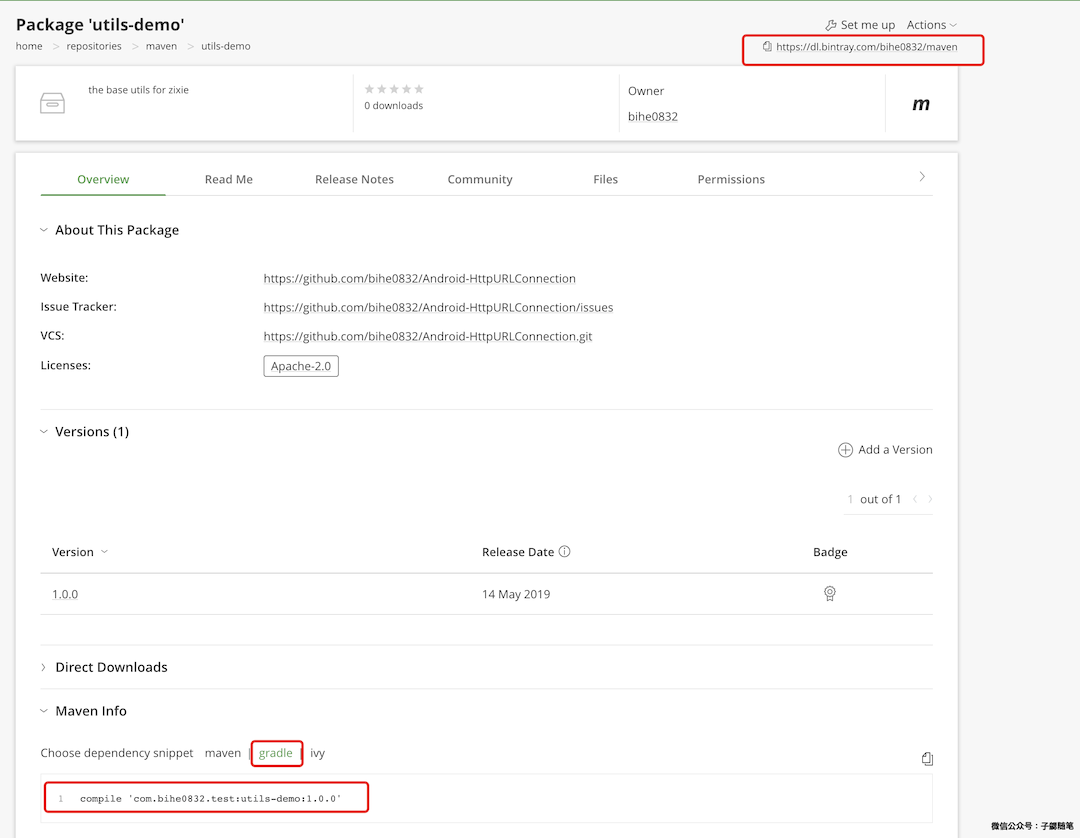 Package 'utils-demo'
Set me up Actions
home > repositories > maven > utils-demo
https://dl.bintray.com/bihe0832/maven
the base utils for zixie
0 downloads
Owner
bihe0832
m
Overview Read Me Release Notes Community Files Permissions
About This Package
Website: https://github.com/bihe0832/Android-HttpURLConnection
Issue Tracker: https://github.com/bihe0832/Android-HttpURLConnection/issues
VCS: https://github.com/bihe0832/Android-HttpURLConnection.git
Licenses: Apache-2.0
Versions (1)
Add a Version
1 out of 1
Version Release Date Badge
1.0.0 14 May 2019
Direct Downloads
Maven Info
Choose dependency snippet maven | gradle | ivy
1 compile 'com.bihe0832.test:utils-demo:1.0.0'
微信公众号：子勰随笔